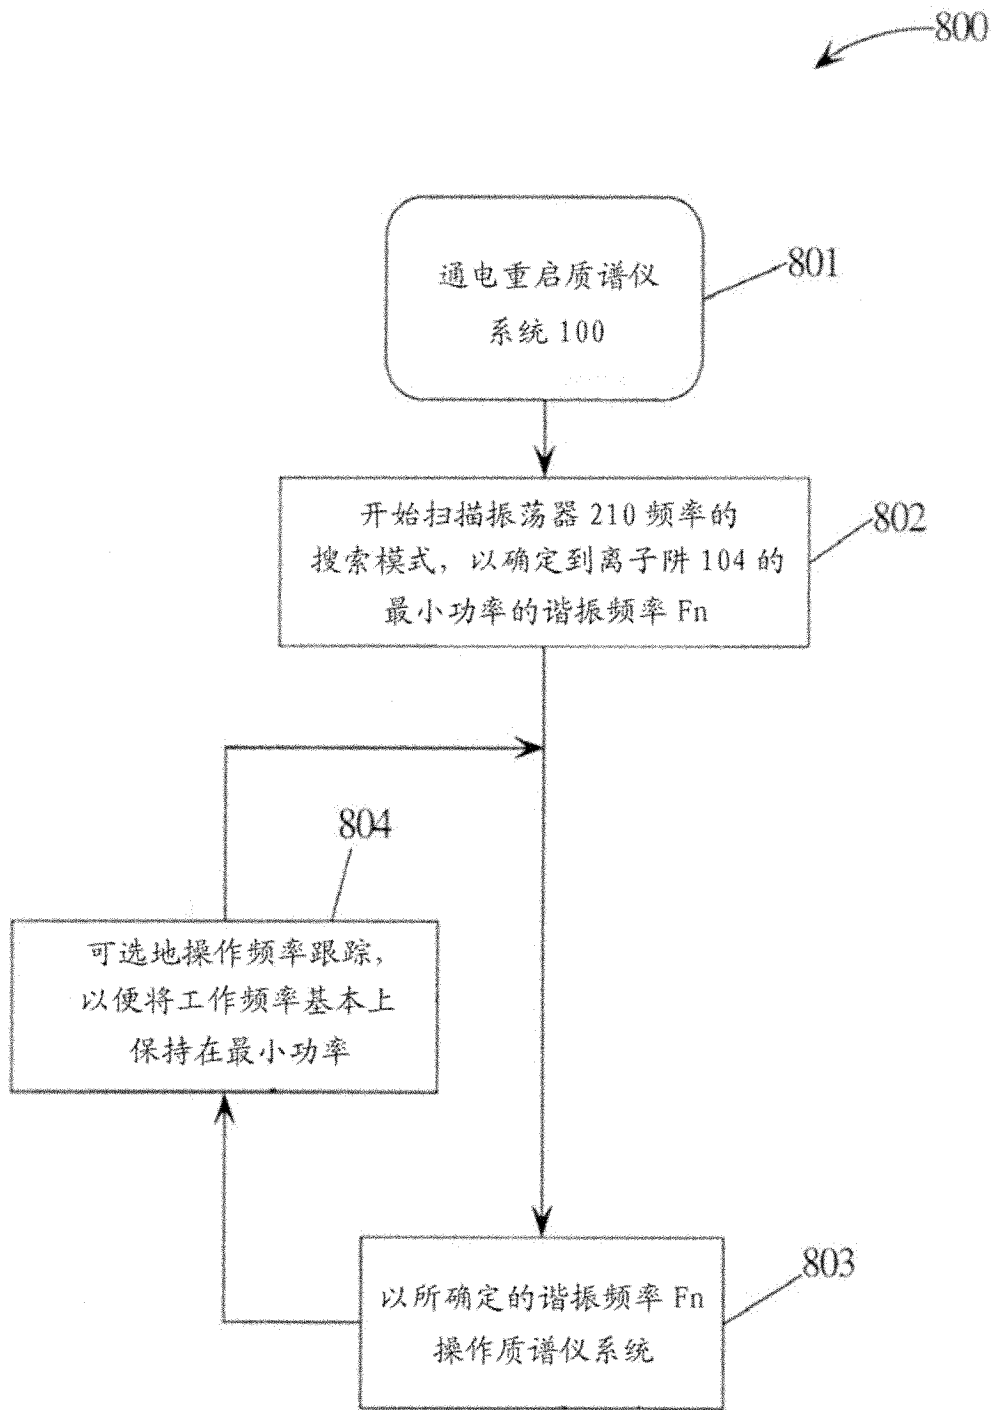 800
通电重启质谱仪
系统 100
801
开始扫描振荡器 210 频率的
搜索模式，以确定到离子阱 104 的
最小功率的谐振频率 Fn
802
804
可选地操作频率跟踪，
以便将工作频率基本上
保持在最小功率
以所确定的谐振频率 Fn
操作质谱仪系统
803